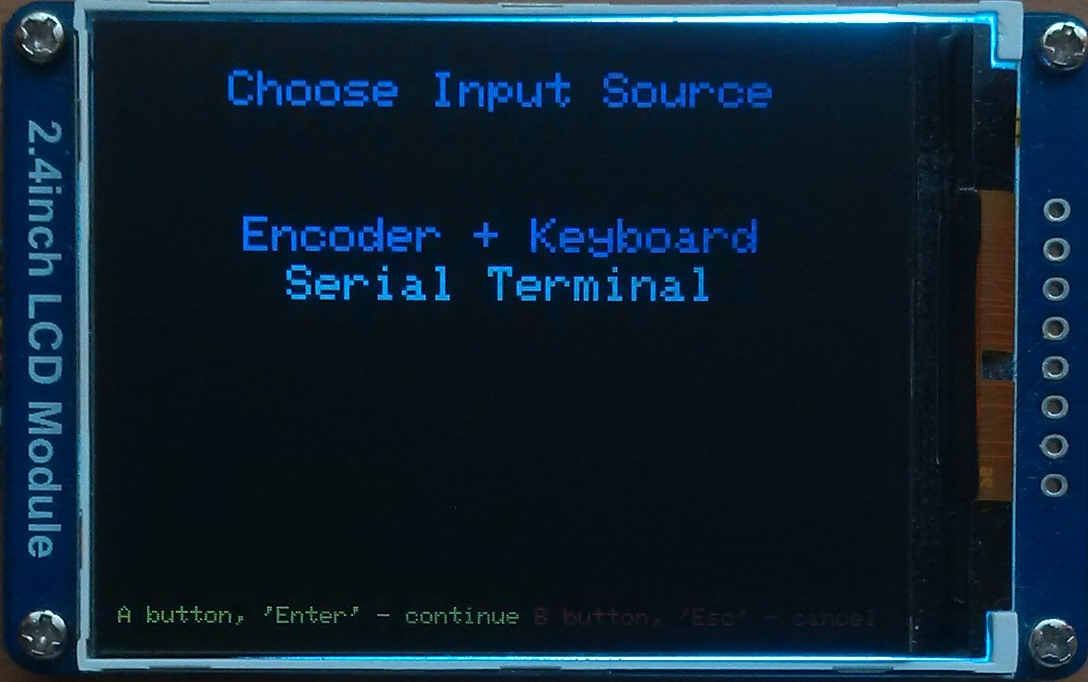 Choose Input Source
Encoder + Keyboard
Serial Terminal
A button, 'Enter' - continue B button, 'Esc' - cancel
2.4inch LCD Module